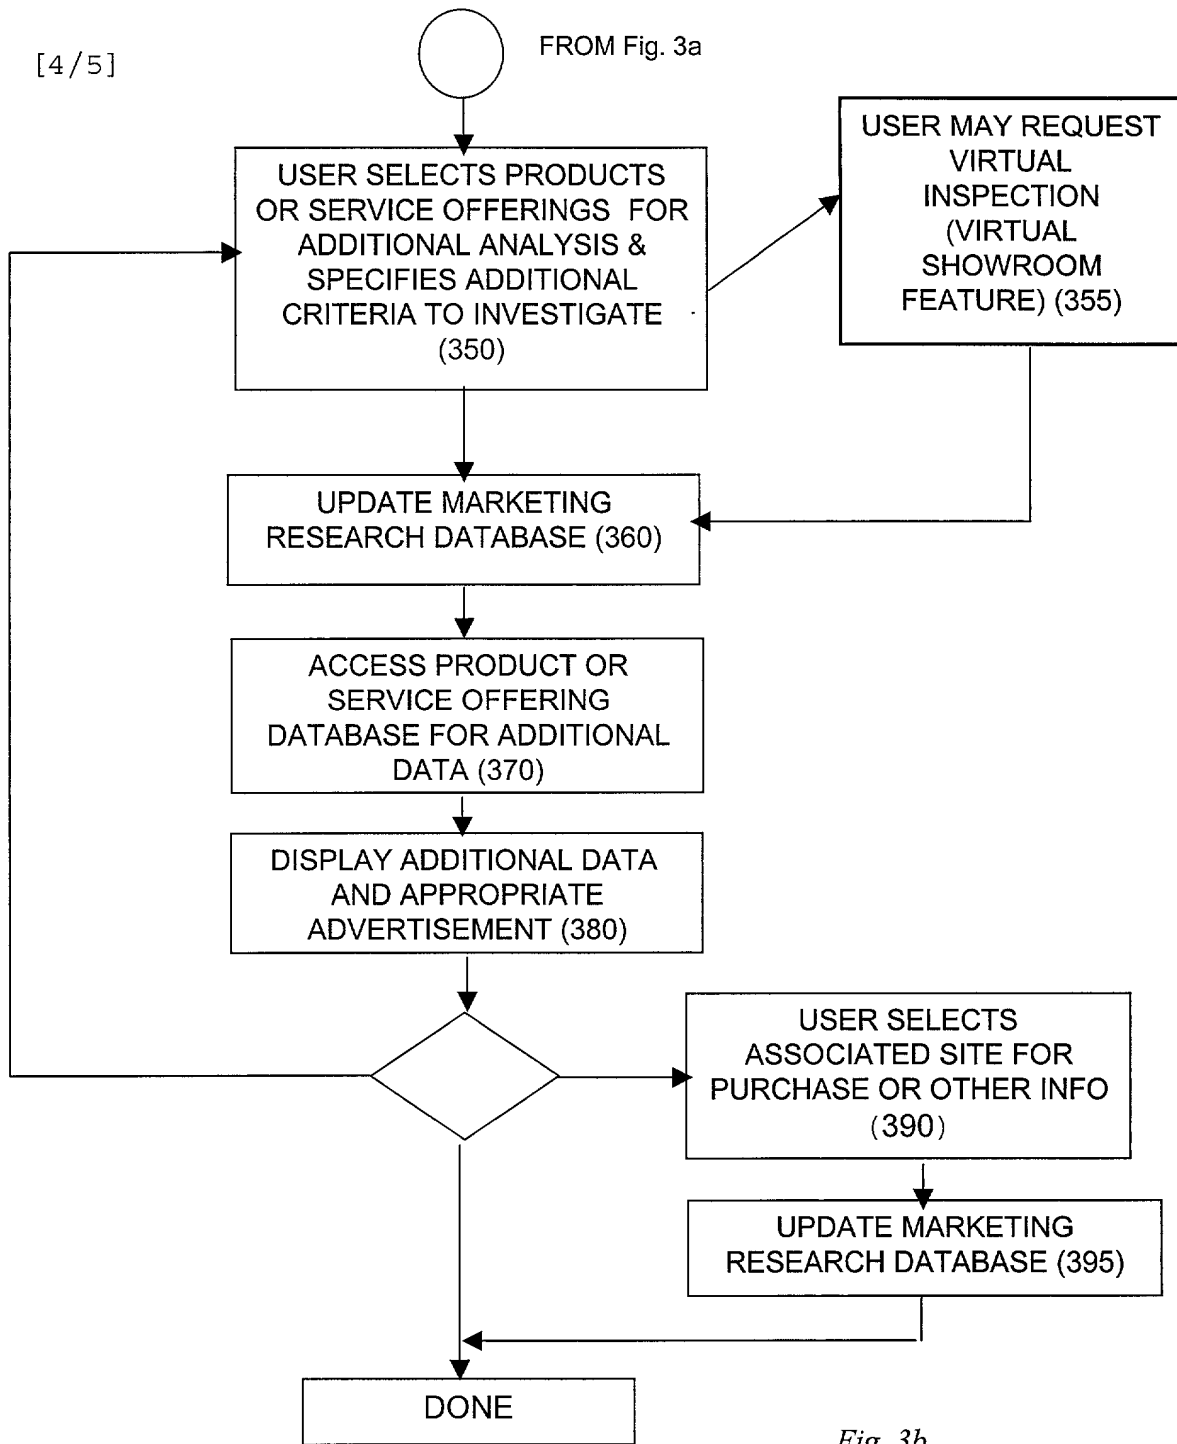 [4/5]
FROM Fig. 3a
USER SELECTS PRODUCTS
OR SERVICE OFFERINGS FOR
ADDITIONAL ANALYSIS &
SPECIFIES ADDITIONAL
CRITERIA TO INVESTIGATE
(350)
USER MAY REQUEST
VIRTUAL
INSPECTION
(VIRTUAL
SHOWROOM
FEATURE) (355)
UPDATE MARKETING
RESEARCH DATABASE (360)
ACCESS PRODUCT OR
SERVICE OFFERING
DATABASE FOR ADDITIONAL
DATA (370)
DISPLAY ADDITIONAL DATA
AND APPROPRIATE
ADVERTISEMENT (380)
USER SELECTS
ASSOCIATED SITE FOR
PURCHASE OR OTHER INFO
(390)
UPDATE MARKETING
RESEARCH DATABASE (395)
DONE
Fig. 3b